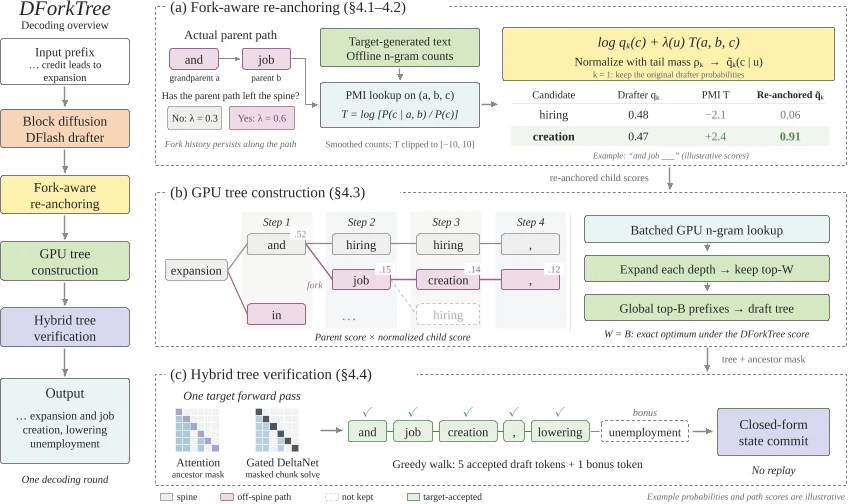 DForkTree
Decoding overview
Input prefix
… credit leads to
expansion
Block diffusion
DFlash drafter
Fork-aware
re-anchoring
GPU tree
construction
Hybrid tree
verification
Output
… expansion and job
creation, lowering
unemployment
One decoding round
(a) Fork-aware re-anchoring (§4.1–4.2)
Actual parent path
and
job
grandparent a
parent b
Has the parent path left the spine?
No: λ = 0.3
Yes: λ = 0.6
Fork history persists along the path
Target-generated text
Offline n-gram counts
PMI lookup on (a, b, c)
T = log [P(c | a, b) / P(c)]
Smoothed counts; T clipped to [−10, 10]
log qₖ(c) + λ(u) T(a, b, c)
Normalize with tail mass ρₖ → q̃ₖ(c | u)
k = 1: keep the original drafter probabilities
Candidate Drafter qₖ PMI T Re-anchored q̃ₖ
hiring 0.48 −2.1 0.06
creation 0.47 +2.4 0.91
Example: “and job ___” (illustrative scores)
re-anchored child scores
(b) GPU tree construction (§4.3)
Step 1 Step 2 Step 3 Step 4
.52
and hiring hiring ,
expansion
.15 .14 .12
fork
job creation ,
in … hiring
Parent score × normalized child score
Batched GPU n-gram lookup
Expand each depth → keep top-W
Global top-B prefixes → draft tree
W = B: exact optimum under the DForkTree score
tree + ancestor mask
(c) Hybrid tree verification (§4.4)
One target forward pass
Attention
ancestor mask
Gated DeltaNet
masked chunk solve
✓ ✓ ✓ ✓ ✓ bonus
and job creation , lowering unemployment
Greedy walk: 5 accepted draft tokens + 1 bonus token
Closed-form
state commit
No replay
spine off-spine path not kept target-accepted
Example probabilities and path scores are illustrative